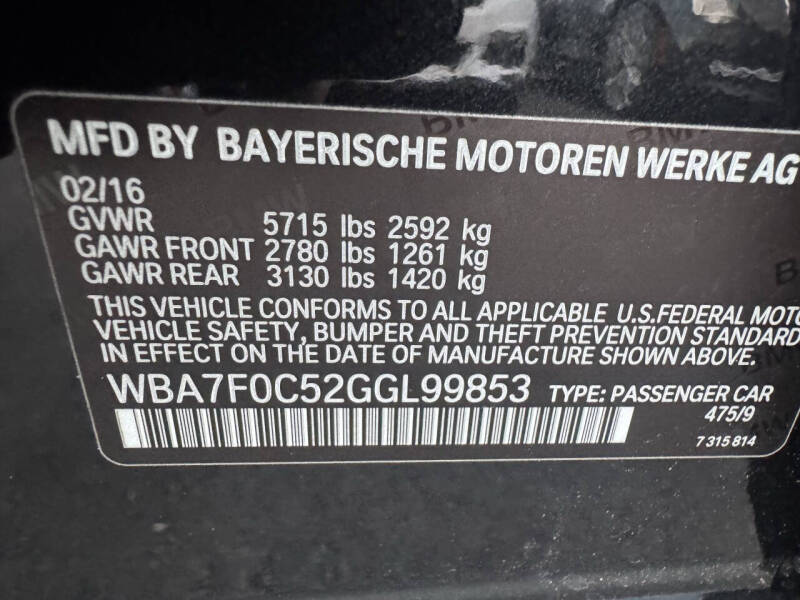 MFD BY BAYERISCHE MOTOREN WERKE AG
02/16
GVWR 5715 lbs 2592 kg
GAWR FRONT 2780 lbs 1261 kg
GAWR REAR 3130 lbs 1420 kg
THIS VEHICLE CONFORMS TO ALL APPLICABLE U.S.FEDERAL MOTO
VEHICLE SAFETY, BUMPER AND THEFT PREVENTION STANDARD
IN EFFECT ON THE DATE OF MANUFACTURE SHOWN ABOVE.
WBA7F0C52GGL99853 TYPE: PASSENGER CAR
475/9
7 315 814